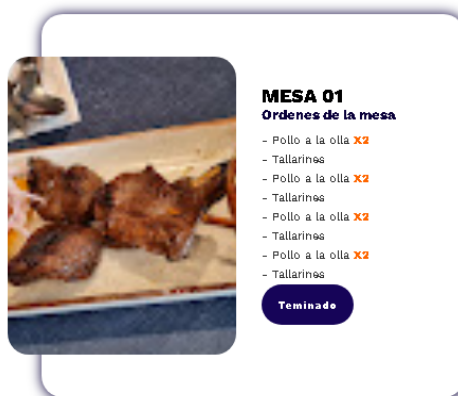 MESA 01
Ordenes de la mesa
- Pollo a la olla X2
- Tallarines
- Pollo a la olla X2
- Tallarines
- Pollo a la olla X2
- Tallarines
- Pollo a la olla X2
- Tallarines
Teminado